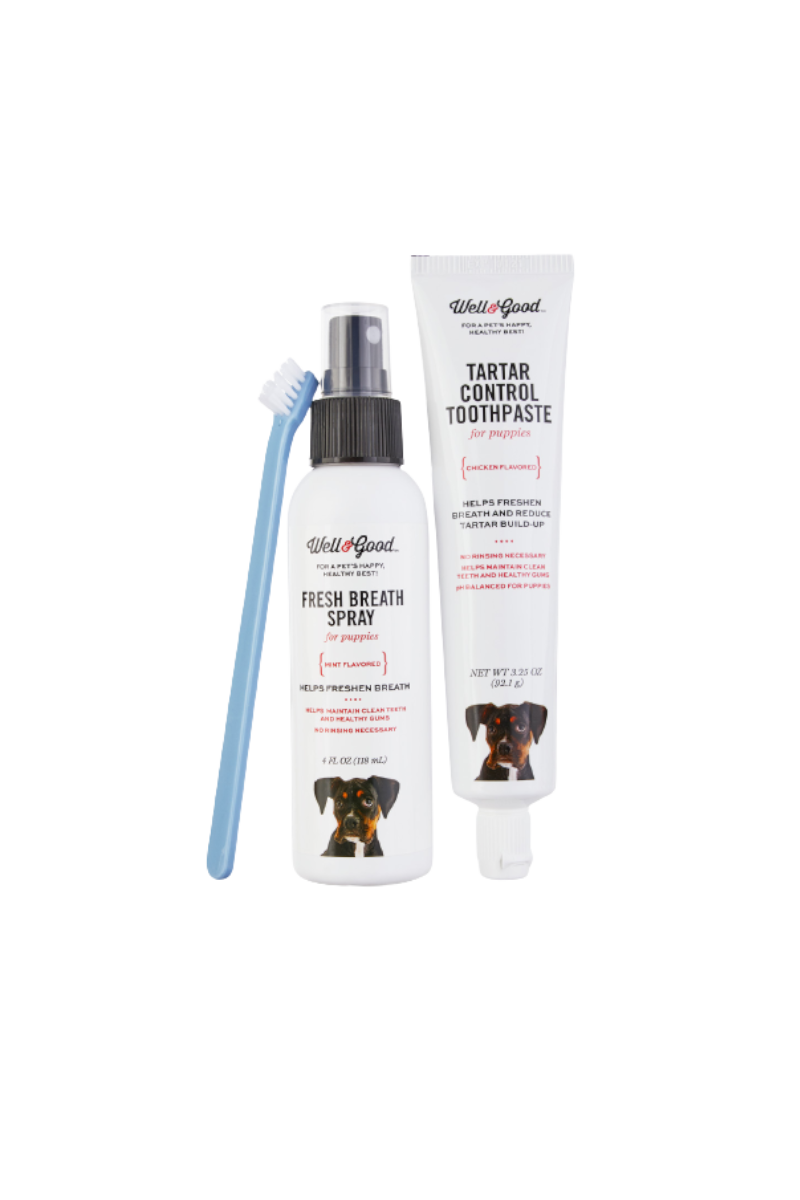 Well&Good™
FOR A PET'S HAPPY,
HEALTHY BEST!
FRESH BREATH
SPRAY
for puppies
{MINT FLAVORED}
HELPS FRESHEN BREATH
HELPS MAINTAIN CLEAN TEETH
AND HEALTHY GUMS
NO RINSING NECESSARY
4 FL OZ (118 mL)
Well&Good™
FOR A PET'S HAPPY,
HEALTHY BEST!
TARTAR
CONTROL
TOOTHPASTE
for puppies
{CHICKEN FLAVORED}
HELPS FRESHEN
BREATH AND REDUCE
TARTAR BUILD-UP
NO RINSING NECESSARY
HELPS MAINTAIN CLEAN
TEETH AND HEALTHY GUMS
pH BALANCED FOR PUPPIES
NET WT 3.25 OZ
(92.1 g)